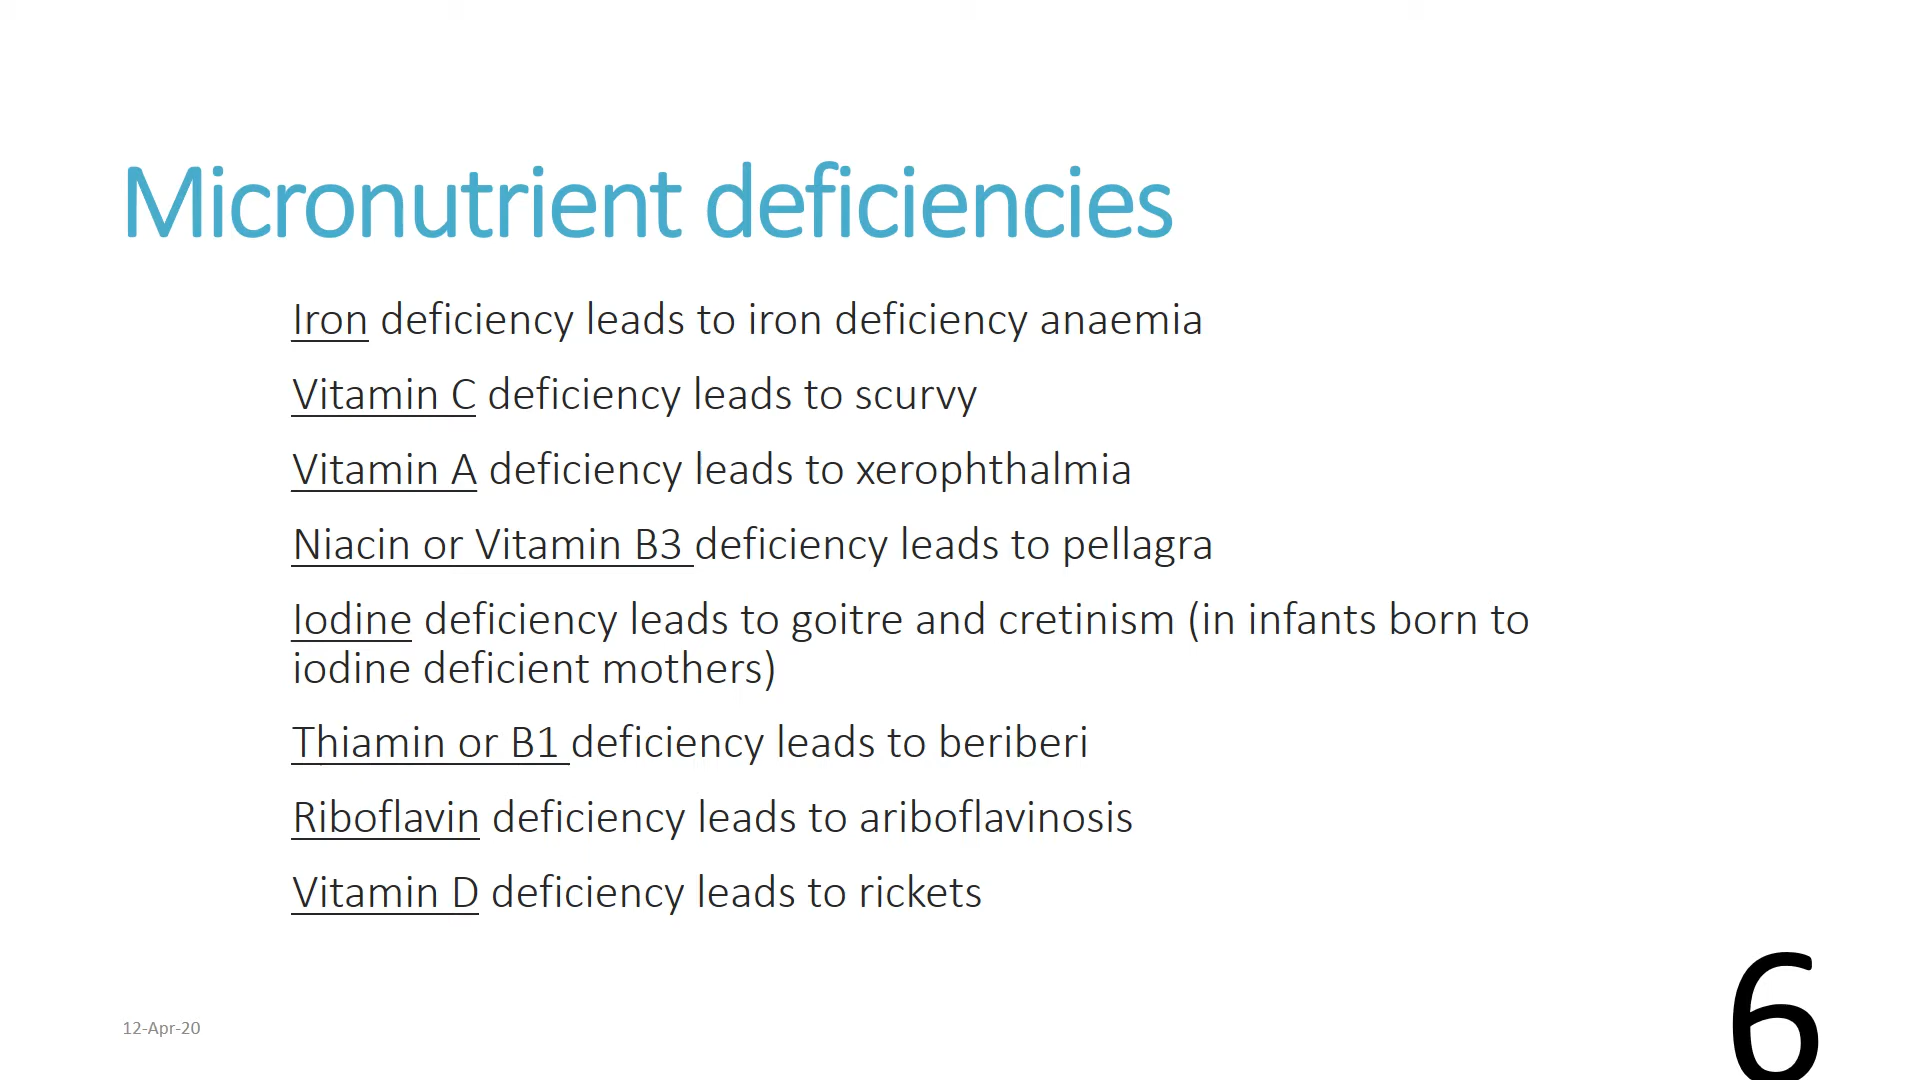 Micronutrient deficiencies
Iron deficiency leads to iron deficiency anaemia
Vitamin C deficiency leads to scurvy
Vitamin A deficiency leads to xerophthalmia
Niacin or Vitamin B3 deficiency leads to pellagra
Iodine deficiency leads to goitre and cretinism (in infants born to
iodine deficient mothers)
Thiamin or B1 deficiency leads to beriberi
Riboflavin deficiency leads to ariboflavinosis
Vitamin D deficiency leads to rickets
12-Apr-20
6